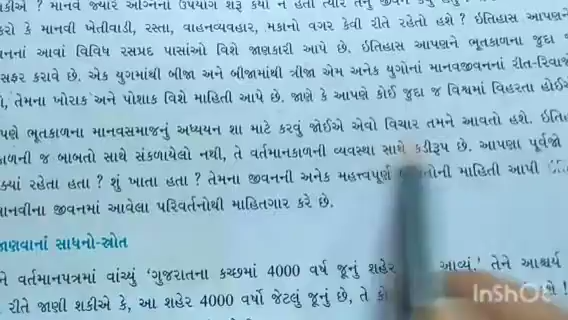 શકીએ ? માનવે જ્યારે અગ્નિનો ઉપયોગ શરૂ કર્યો ન હતો ત્યારે તેનું જીવન
કરો કે માનવી ખેતીવાડી, રસ્તા, વાહનવ્યવહાર, મકાનો વગર કેવી રીતે રહેતો હશે ? ઇતિહાસ આપણને
નનાં આવાં વિવિધ રસપ્રદ પાસાંઓ વિશે જાણકારી આપે છે. ઇતિહાસ આપણને ભૂતકાળના જુદા જ
સફર કરાવે છે. એક યુગમાંથી બીજા અને બીજામાંથી ત્રીજા એમ અનેક યુગોનાં માનવજીવનનાં રીત-રિવાજો
તેમના ખોરાક અને પોશાક વિશે માહિતી આપે છે. જાણે કે આપણે કોઈ જુદા જ વિશ્વમાં વિહરતા હોઈએ
પણે ભૂતકાળના માનવસમાજનું અધ્યયન શા માટે કરવું જોઈએ એવો વિચાર તમને આવતો હશે. ઇતિ
કાળની જ બાબતો સાથે સંકળાયેલો નથી, તે વર્તમાનકાળની વ્યવસ્થા સાથે કડીરૂપ છે. આપણા પૂર્વજો
ક્યાં રહેતા હતા ? શું ખાતા હતા ? તેમના જીવનની અનેક મહત્ત્વપૂર્ણ માહિતી આપી
માનવીના જીવનમાં આવેલા પરિવર્તનોથી માહિતગાર કરે છે.
જાણવાનાં સાધનો-સ્રોત
ને વર્તમાનપત્રમાં વાંચ્યું ‘ગુજરાતના કચ્છમાં 4000 વર્ષ જૂનું શહેર આવ્યું.’ તેને આશ્ચર્ય
રીતે જાણી શકીએ કે, આ શહેર 4000 વર્ષો જેટલું જૂનું છે, તે
InShOt